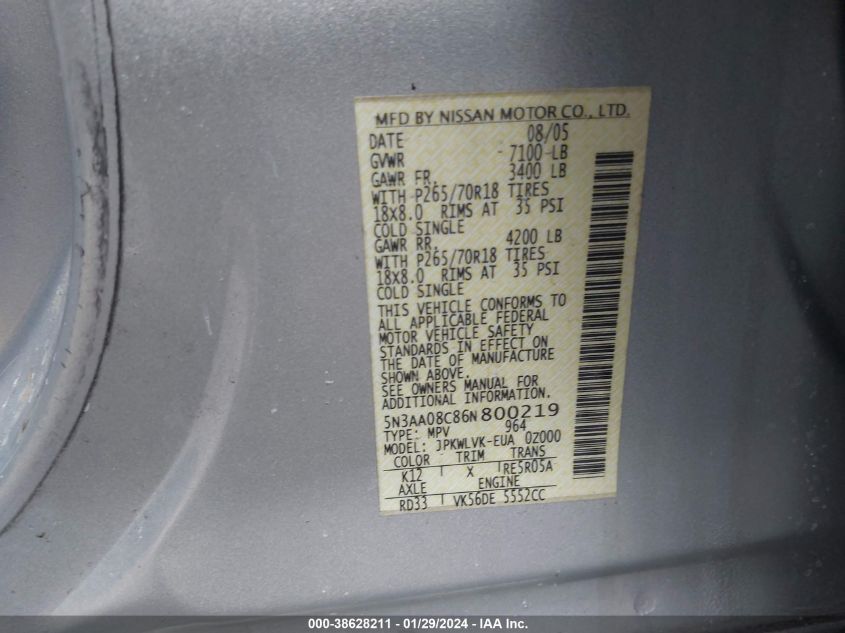 MFD BY NISSAN MOTOR CO., LTD.
DATE 08/05
GVWR 7100 LB
GAWR FR. 3400 LB
WITH P265/70R18 TIRES
18X8.0 RIMS AT 35 PSI
COLD SINGLE
GAWR RR. 4200 LB
WITH P265/70R18 TIRES
18X8.0 RIMS AT 35 PSI
COLD SINGLE
THIS VEHICLE CONFORMS TO
ALL APPLICABLE FEDERAL
MOTOR VEHICLE SAFETY
STANDARDS IN EFFECT ON
THE DATE OF MANUFACTURE
SHOWN ABOVE.
SEE OWNERS MANUAL FOR
ADDITIONAL INFORMATION.
5N3AA08C86N800219
TYPE: MPV 964
MODEL: JPKWLVK-EUA 0Z000
COLOR TRIM TRANS
K12 X RE5R05A
AXLE ENGINE
RD33 VK56DE 5552CC
000-38628211 - 01/29/2024 - IAA Inc.